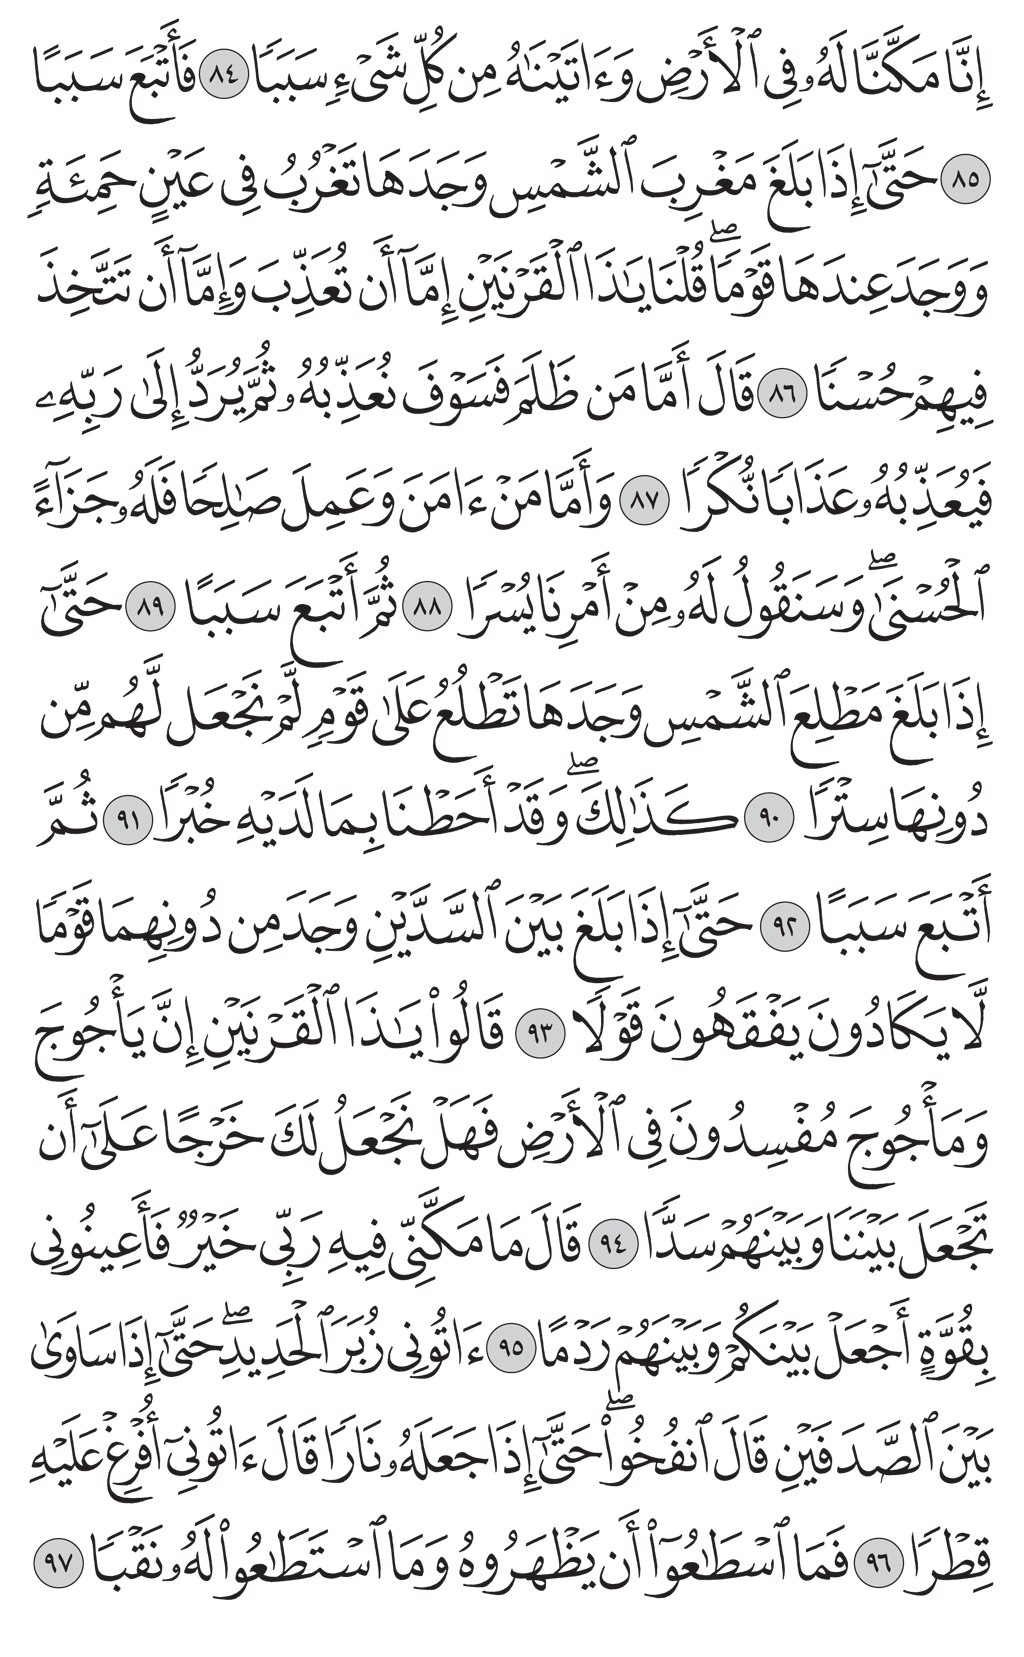 إِنَّا مَكَّنَّا لَهُۥ فِى ٱلْأَرْضِ وَءَاتَيْنَٰهُ مِن كُلِّ شَىْءٍ سَبَبًا ٨٤ فَأَتْبَعَ سَبَبًا
٨٥ حَتَّىٰٓ إِذَا بَلَغَ مَغْرِبَ ٱلشَّمْسِ وَجَدَهَا تَغْرُبُ فِى عَيْنٍ حَمِئَةٍ
وَوَجَدَ عِندَهَا قَوْمًا ۖ قُلْنَا يَٰذَا ٱلْقَرْنَيْنِ إِمَّآ أَن تُعَذِّبَ وَإِمَّآ أَن تَتَّخِذَ
فِيهِمْ حُسْنًا ٨٦ قَالَ أَمَّا مَن ظَلَمَ فَسَوْفَ نُعَذِّبُهُۥ ثُمَّ يُرَدُّ إِلَىٰ رَبِّهِۦ
فَيُعَذِّبُهُۥ عَذَابًا نُّكْرًا ٨٧ وَأَمَّا مَنْ ءَامَنَ وَعَمِلَ صَٰلِحًا فَلَهُۥ جَزَآءً
ٱلْحُسْنَىٰ ۖ وَسَنَقُولُ لَهُۥ مِنْ أَمْرِنَا يُسْرًا ٨٨ ثُمَّ أَتْبَعَ سَبَبًا ٨٩ حَتَّىٰٓ
إِذَا بَلَغَ مَطْلِعَ ٱلشَّمْسِ وَجَدَهَا تَطْلُعُ عَلَىٰ قَوْمٍ لَّمْ نَجْعَل لَّهُم مِّن
دُونِهَا سِتْرًا ٩٠ كَذَٰلِكَ ۖ وَقَدْ أَحَطْنَا بِمَا لَدَيْهِ خُبْرًا ٩١ ثُمَّ
أَتْبَعَ سَبَبًا ٩٢ حَتَّىٰٓ إِذَا بَلَغَ بَيْنَ ٱلسَّدَّيْنِ وَجَدَ مِن دُونِهِمَا قَوْمًا
لَّا يَكَادُونَ يَفْقَهُونَ قَوْلًا ٩٣ قَالُوا۟ يَٰذَا ٱلْقَرْنَيْنِ إِنَّ يَأْجُوجَ
وَمَأْجُوجَ مُفْسِدُونَ فِى ٱلْأَرْضِ فَهَلْ نَجْعَلُ لَكَ خَرْجًا عَلَىٰٓ أَن
تَجْعَلَ بَيْنَنَا وَبَيْنَهُمْ سَدًّا ٩٤ قَالَ مَا مَكَّنِّى فِيهِ رَبِّى خَيْرٌ فَأَعِينُونِى
بِقُوَّةٍ أَجْعَلْ بَيْنَكُمْ وَبَيْنَهُمْ رَدْمًا ٩٥ ءَاتُونِى زُبَرَ ٱلْحَدِيدِ ۖ حَتَّىٰٓ إِذَا سَاوَىٰ
بَيْنَ ٱلصَّدَفَيْنِ قَالَ ٱنفُخُوا۟ ۖ حَتَّىٰٓ إِذَا جَعَلَهُۥ نَارًا قَالَ ءَاتُونِىٓ أُفْرِغْ عَلَيْهِ
قِطْرًا ٩٦ فَمَا ٱسْطَٰعُوٓا۟ أَن يَظْهَرُوهُ وَمَا ٱسْتَطَٰعُوا۟ لَهُۥ نَقْبًا ٩٧